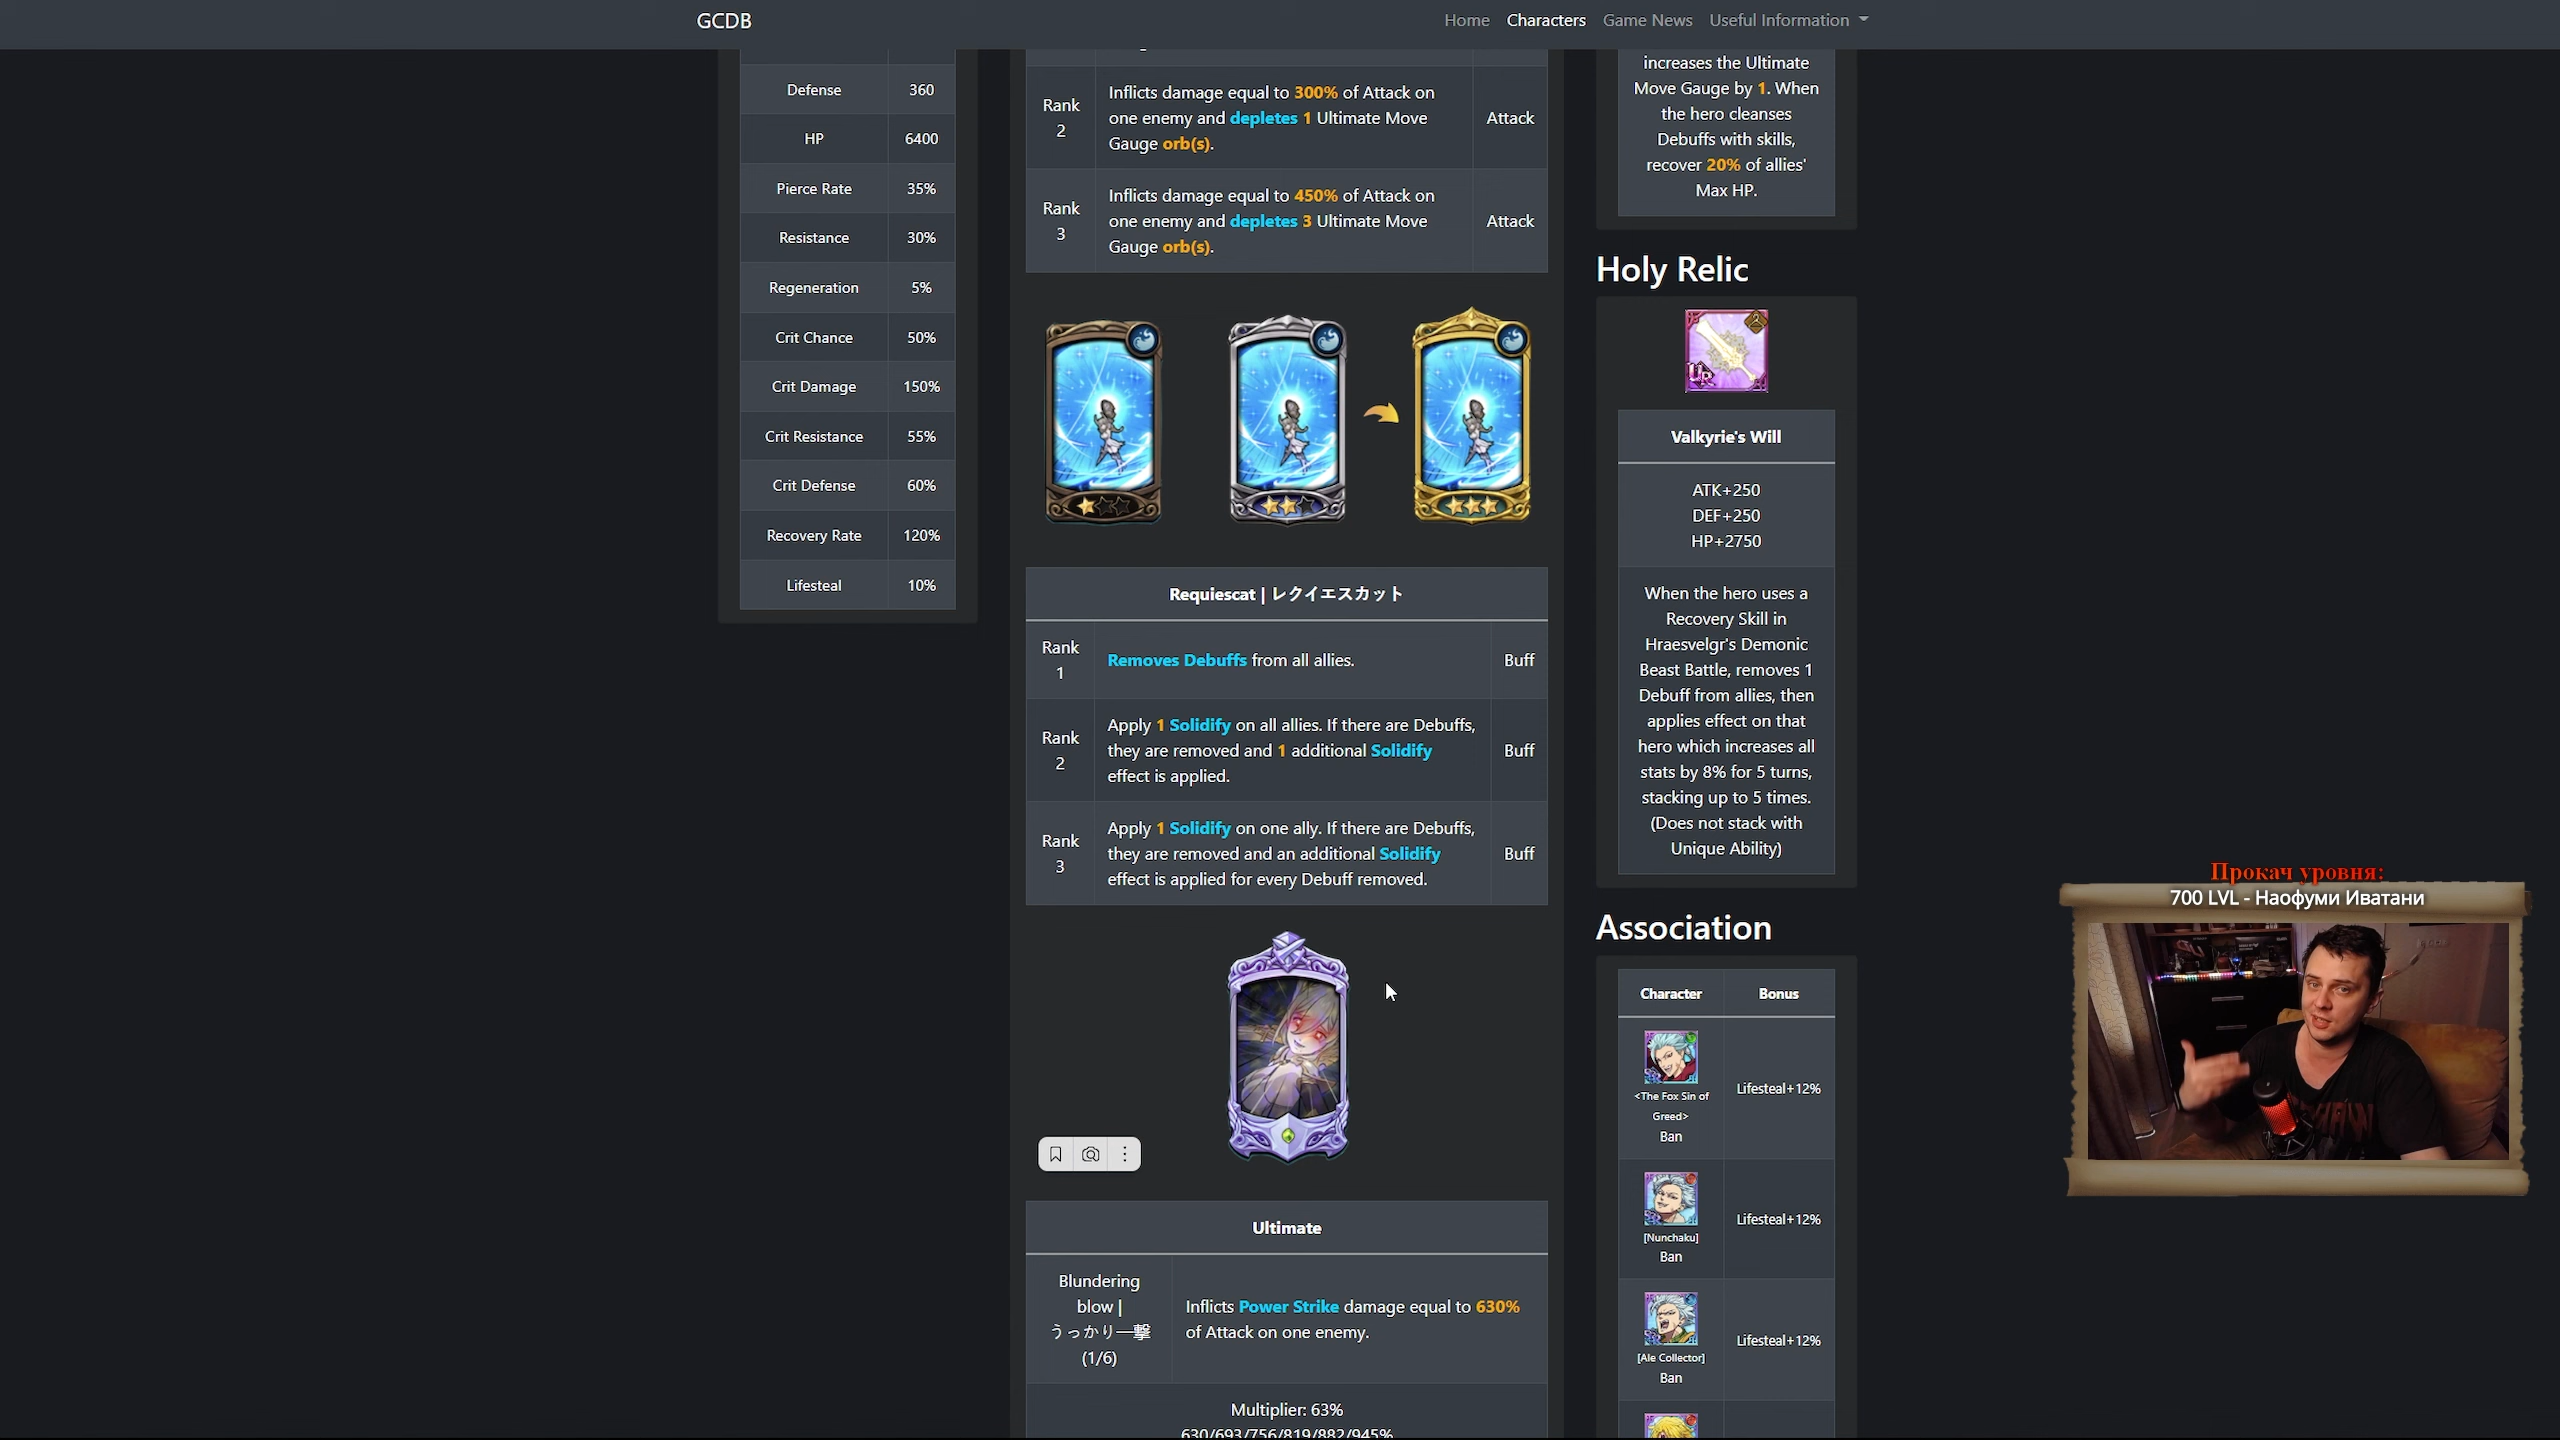 GCDB
Home
Characters
Game News
Useful Information
Defense 360
HP 6400
Pierce Rate 35%
Resistance 30%
Regeneration 5%
Crit Chance 50%
Crit Damage 150%
Crit Resistance 55%
Crit Defense 60%
Recovery Rate 120%
Lifesteal 10%
Rank
2
Inflicts damage equal to 300% of Attack on
one enemy and depletes 1 Ultimate Move
Gauge orb(s).
Attack
Rank
3
Inflicts damage equal to 450% of Attack on
one enemy and depletes 3 Ultimate Move
Gauge orb(s).
Attack
Requiescat | レクイエスカット
Rank
1
Removes Debuffs from all allies.
Buff
Rank
2
Apply 1 Solidify on all allies. If there are Debuffs,
they are removed and 1 additional Solidify
effect is applied.
Buff
Rank
3
Apply 1 Solidify on one ally. If there are Debuffs,
they are removed and an additional Solidify
effect is applied for every Debuff removed.
Buff
Ultimate
Blundering
blow |
うっかり一撃
(1/6)
Inflicts Power Strike damage equal to 630%
of Attack on one enemy.
Multiplier: 63%
630/693/756/819/882/945%
increases the Ultimate
Move Gauge by 1. When
the hero cleanses
Debuffs with skills,
recover 20% of allies'
Max HP.
Holy Relic
UR
Valkyrie's Will
ATK+250
DEF+250
HP+2750
When the hero uses a
Recovery Skill in
Hraesvelgr's Demonic
Beast Battle, removes 1
Debuff from allies, then
applies effect on that
hero which increases all
stats by 8% for 5 turns,
stacking up to 5 times.
(Does not stack with
Unique Ability)
Association
Character Bonus
<The Fox Sin of
Greed>
Ban
Lifesteal+12%
[Nunchaku]
Ban
Lifesteal+12%
[Ale Collector]
Ban
Lifesteal+12%
Прокач уровня:
700 LVL - Наофуми Иватани